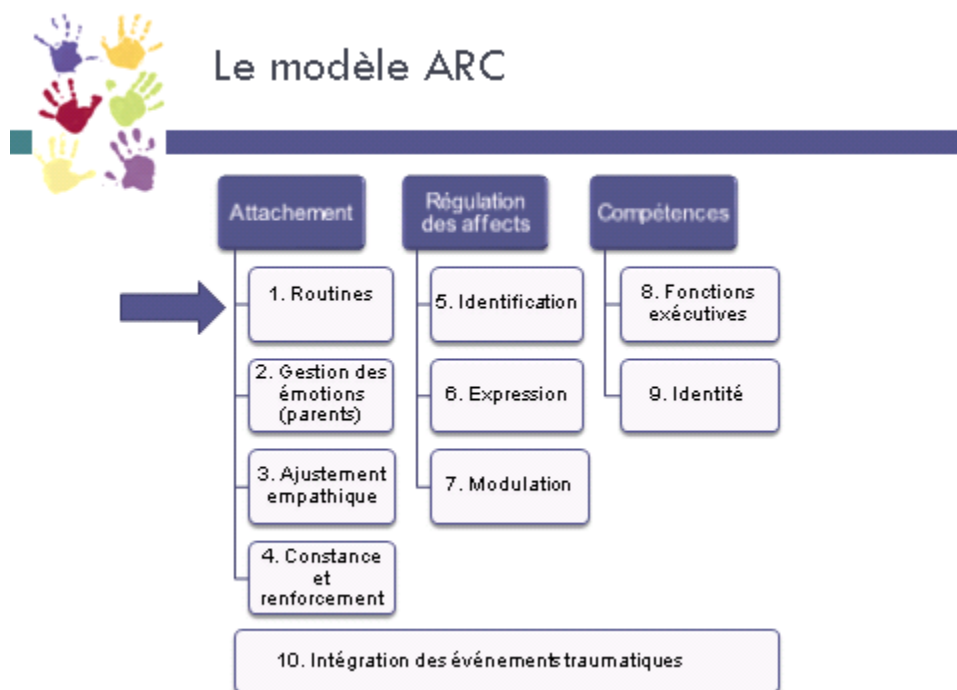 Le modèle ARC
Attachement
1. Routines
2. Gestion des
émotions
(parents)
3. Ajustement
empathique
4. Constance
et
renforcement
Régulation
des affects
5. Identification
6. Expression
7. Modulation
Compétences
8. Fonctions
exécutives
9. Identité
10. Intégration des événements traumatiques